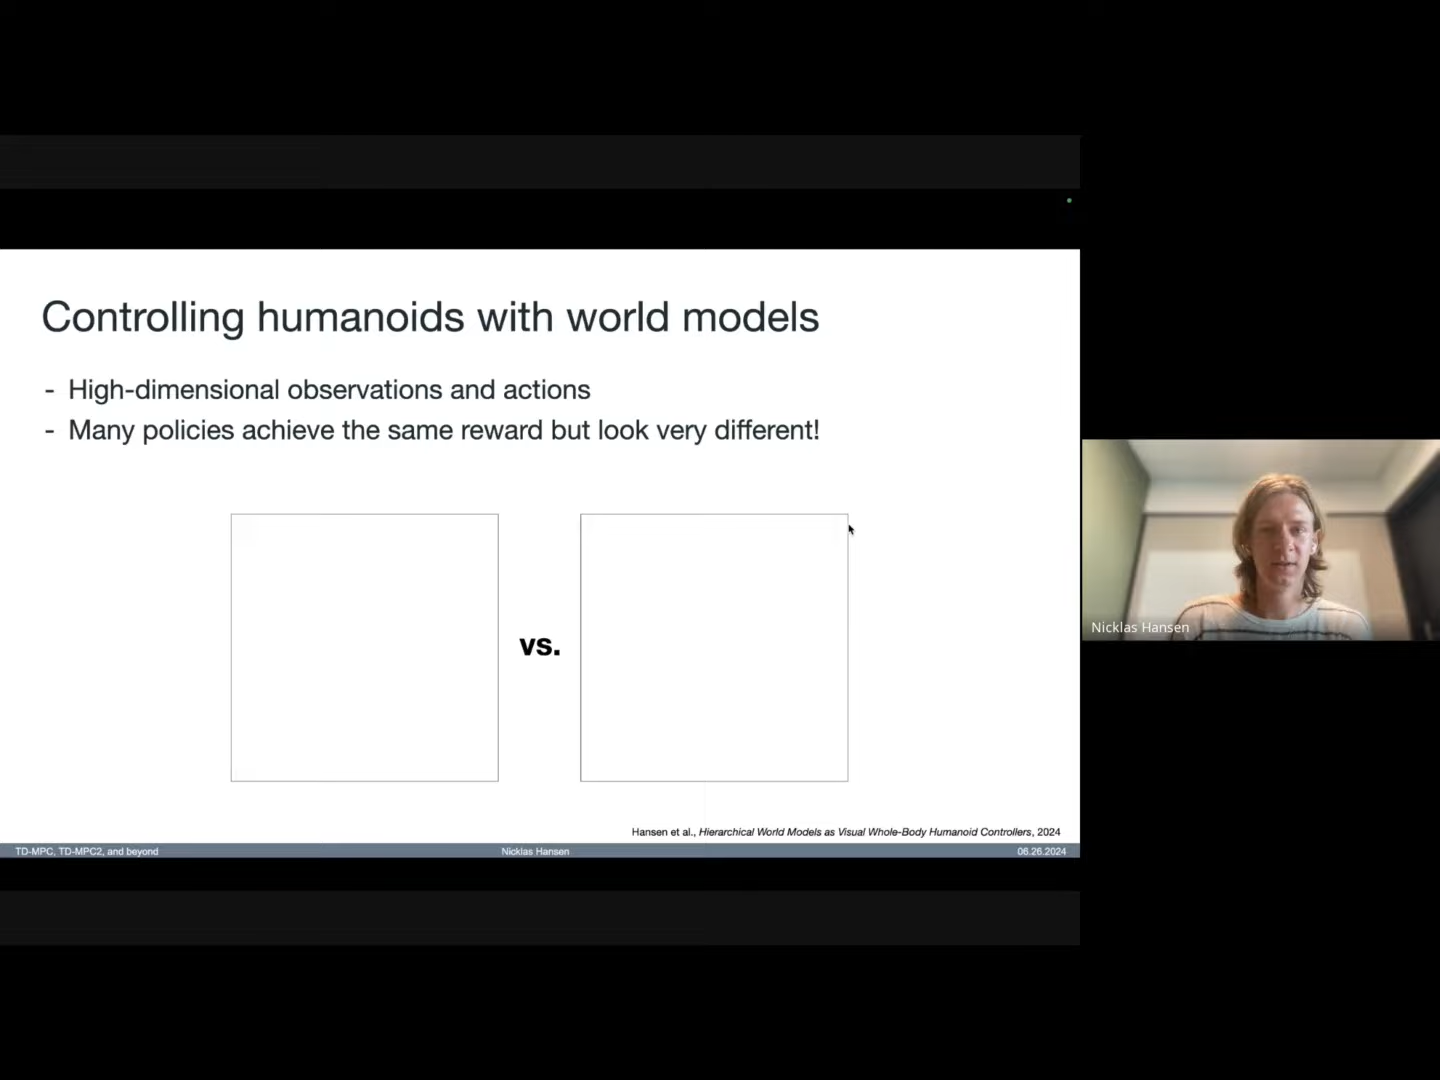 Controlling humanoids with world models
- High-dimensional observations and actions
- Many policies achieve the same reward but look very different!
vs.
Hansen et al., Hierarchical World Models as Visual Whole-Body Humanoid Controllers, 2024
TD-MPC, TD-MPC2, and beyond
Nicklas Hansen
06.26.2024
Nicklas Hansen